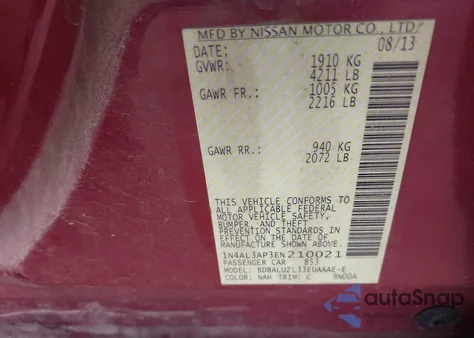 MFD BY NISSAN MOTOR CO., LTD.
DATE: 08/13
GVWR: 1910 KG
4211 LB
GAWR FR.: 1005 KG
2216 LB
GAWR RR.: 940 KG
2072 LB
THIS VEHICLE CONFORMS TO
ALL APPLICABLE FEDERAL
MOTOR VEHICLE SAFETY,
BUMPER, AND THEFT
PREVENTION STANDARDS IN
EFFECT ON THE DATE OF
MANUFACTURE SHOWN ABOVE.
1N4AL3AP3EN210021
PASSENGER CAR 853
MODEL: BDBALUZL33EUAAAE-E
COLOR: NAH TRIM: C 9N00A
autoSnap